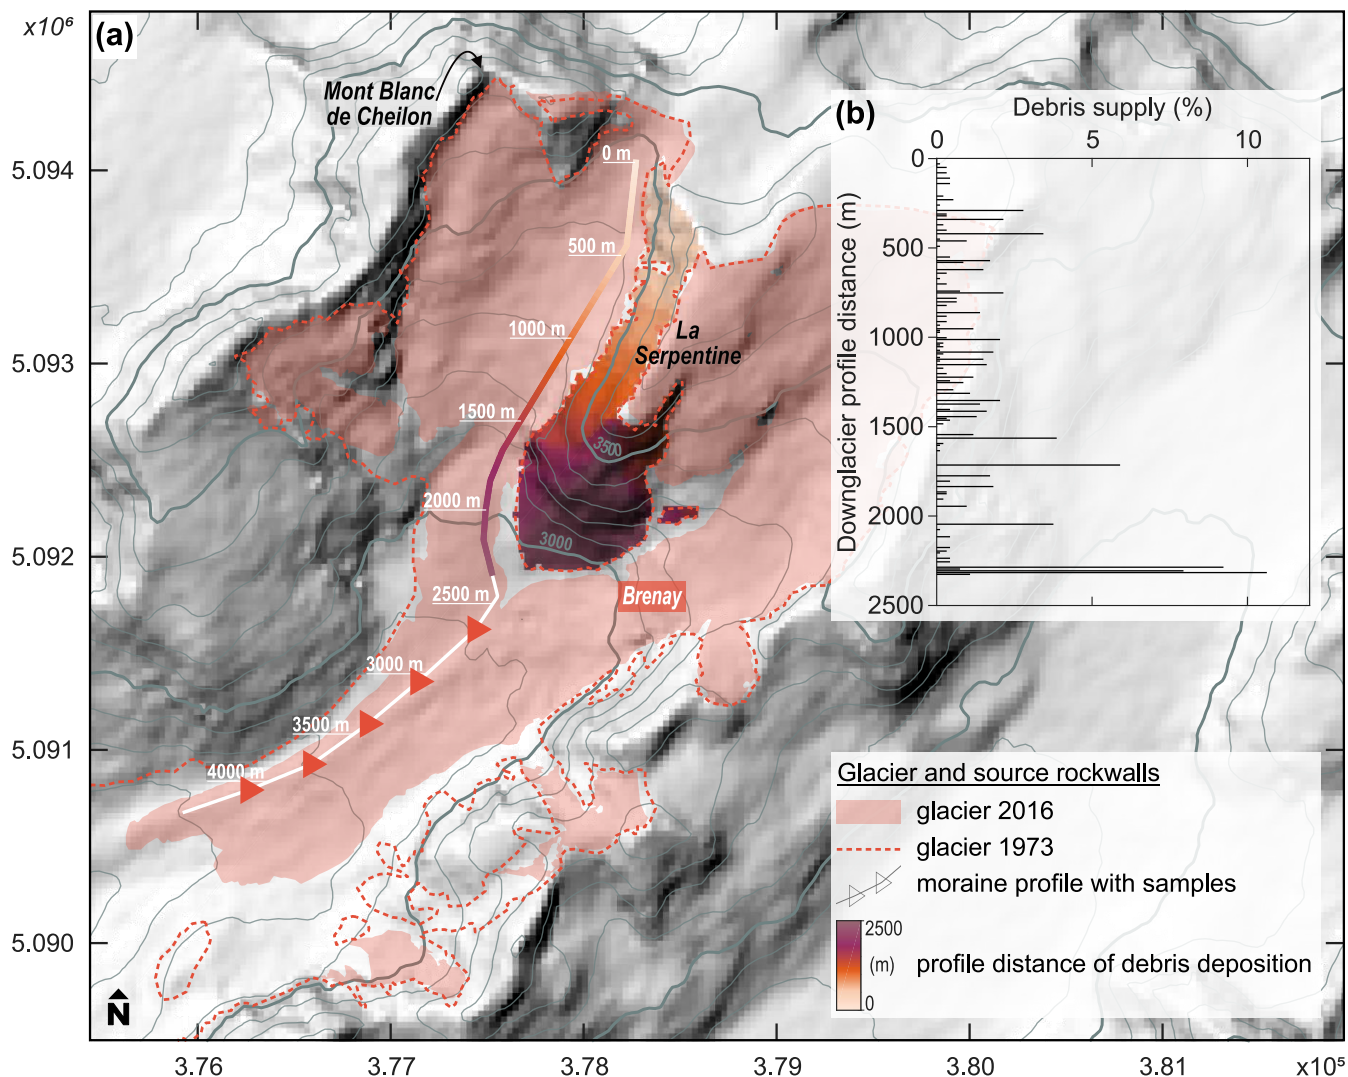 x10⁶
(a)
Mont Blanc
de Cheilon
0 m
500 m
1000 m
1500 m
2000 m
2500 m
3000 m
3500 m
4000 m
La
Serpentine
3500
3000
Brenay
N
5.094
5.093
5.092
5.091
5.090
3.76
3.77
3.78
3.79
3.80
3.81
x10⁵
(b)
Debris supply (%)
0
5
10
Downglacier profile distance (m)
0
500
1000
1500
2000
2500
Glacier and source rockwalls
glacier 2016
glacier 1973
moraine profile with samples
2500
(m)
0
profile distance of debris deposition